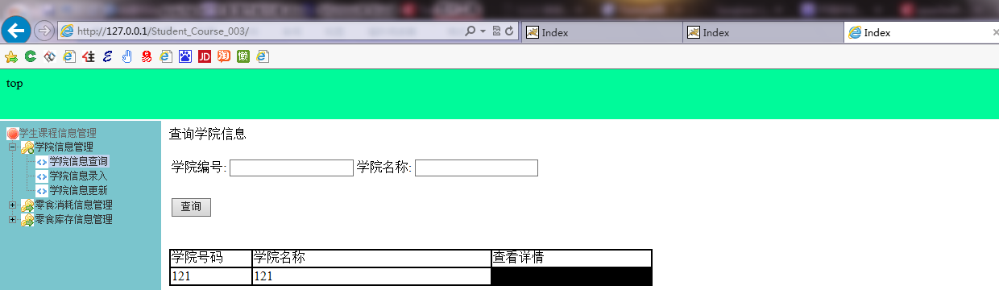 http://127.0.0.1/Student_Course_003/
Index
Index
Index
top
学生课程信息管理
学院信息管理
学院信息查询
学院信息录入
学院信息更新
零食消耗信息管理
零食库存信息管理
查询学院信息
学院编号: 学院名称:
查询
学院号码 学院名称 查看详情
121 121